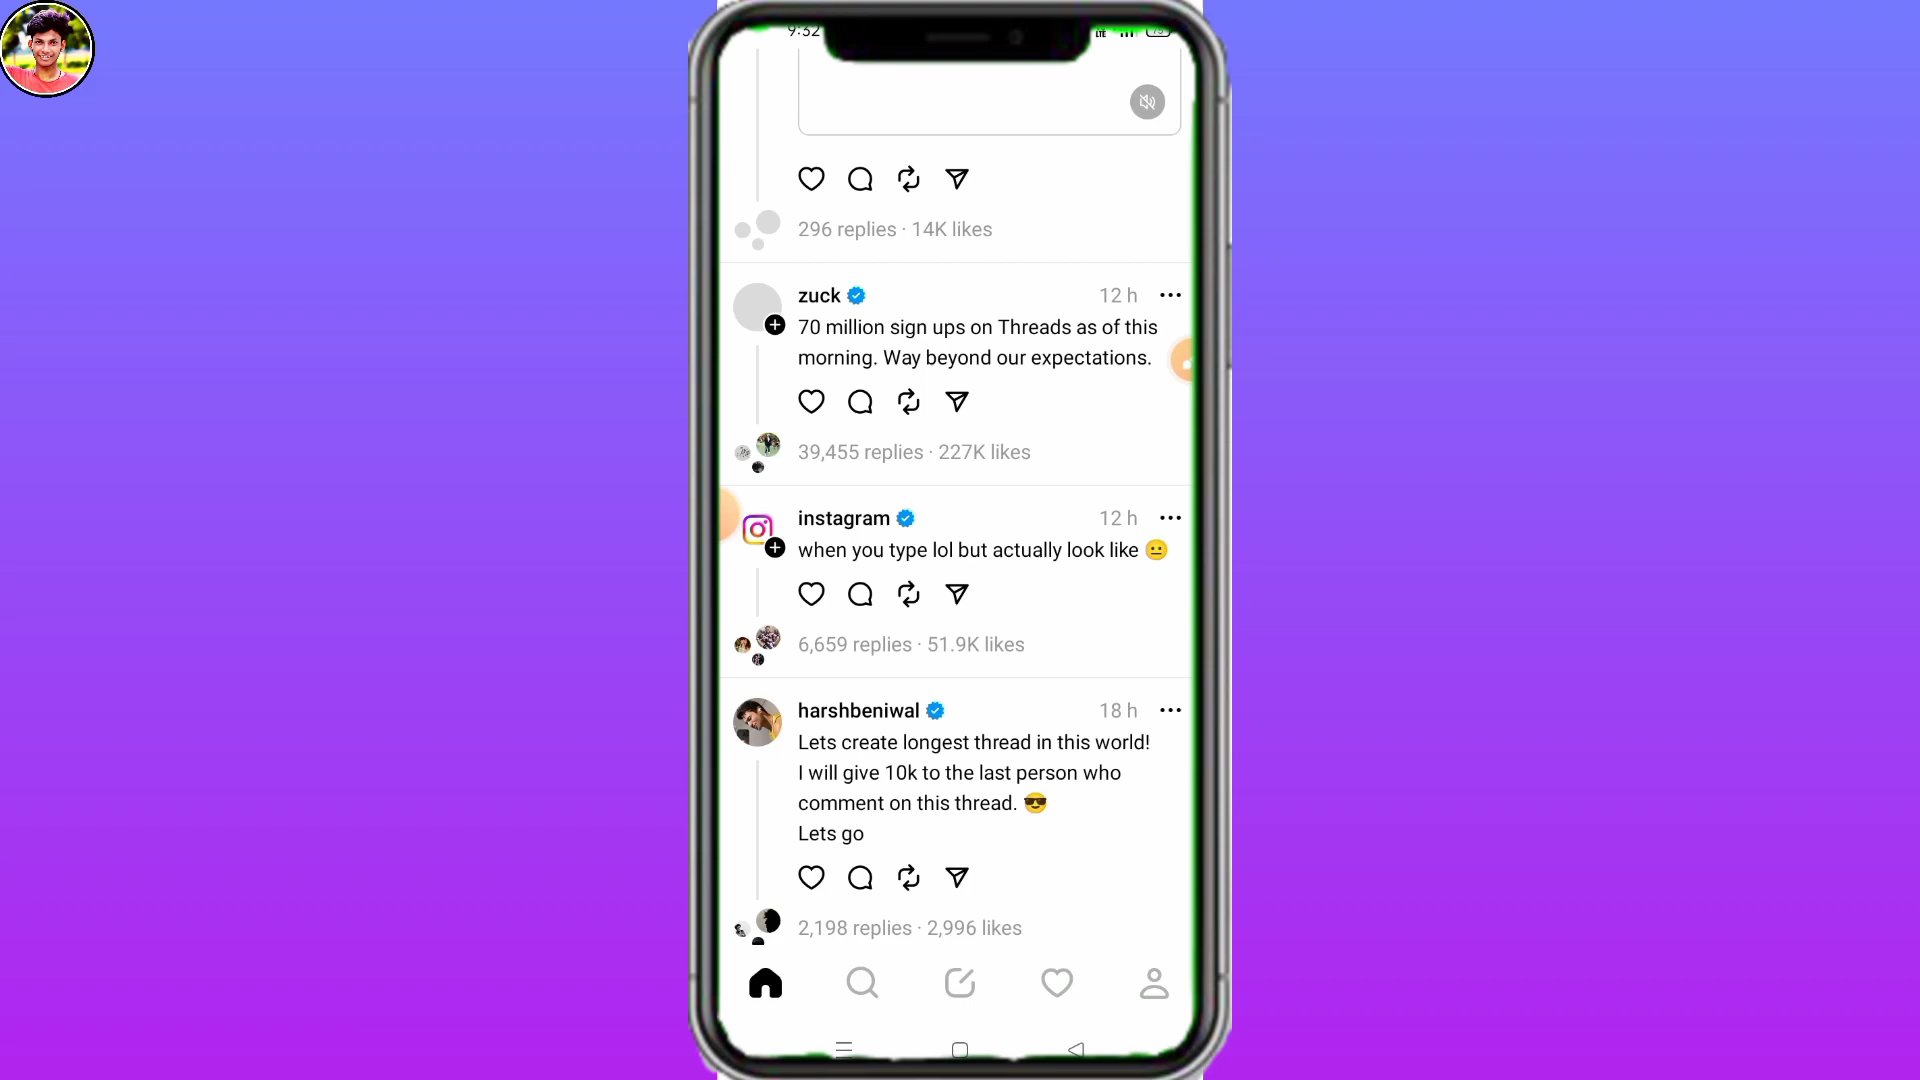 9:32
LTE
296 replies · 14K likes
zuck 12 h
70 million sign ups on Threads as of this
morning. Way beyond our expectations.
39,455 replies · 227K likes
instagram 12 h
when you type lol but actually look like 😐
6,659 replies · 51.9K likes
harshbeniwal 18 h
Lets create longest thread in this world!
I will give 10k to the last person who
comment on this thread. 😎
Lets go
2,198 replies · 2,996 likes